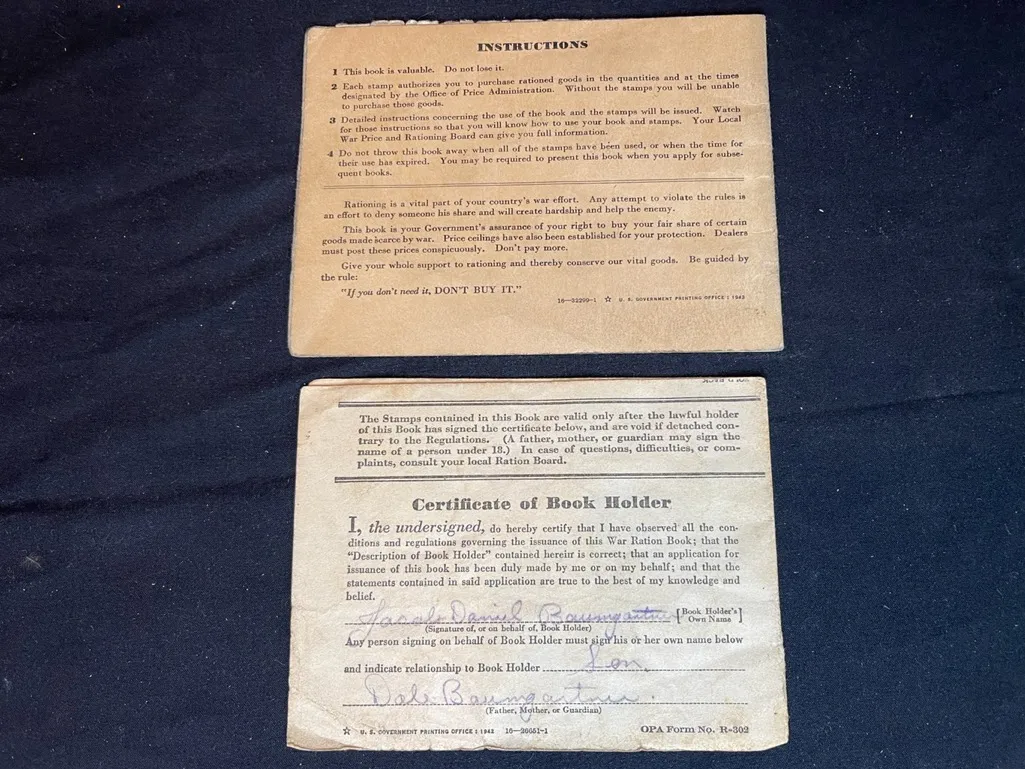 INSTRUCTIONS
1 This book is valuable. Do not lose it.
2 Each stamp authorizes you to purchase rationed goods in the quantities and at the times
designated by the Office of Price Administration. Without the stamps you will be unable
to purchase those goods.
3 Detailed instructions concerning the use of the book and the stamps will be issued. Watch
for those instructions so that you will know how to use your book and stamps. Your Local
War Price and Rationing Board can give you full information.
4 Do not throw this book away when all of the stamps have been used, or when the time for
their use has expired. You may be required to present this book when you apply for subse-
quent books.
Rationing is a vital part of your country's war effort. Any attempt to violate the rules is
an effort to deny someone his share and will create hardship and help the enemy.
This book is your Government's assurance of your right to buy your fair share of certain
goods made scarce by war. Price ceilings have also been established for your protection. Dealers
must post these prices conspicuously. Don't pay more.
Give your whole support to rationing and thereby conserve our vital goods. Be guided by
the rule:
"If you don't need it, DON'T BUY IT."
16—32299-1 ☆ U. S. GOVERNMENT PRINTING OFFICE : 1943
The Stamps contained in this Book are valid only after the lawful holder
of this Book has signed the certificate below, and are void if detached con-
trary to the Regulations. (A father, mother, or guardian may sign the
name of a person under 18.) In case of questions, difficulties, or com-
plaints, consult your local Ration Board.
Certificate of Book Holder
I, the undersigned, do hereby certify that I have observed all the con-
ditions and regulations governing the issuance of this War Ration Book; that the
"Description of Book Holder" contained herein is correct; that an application for
issuance of this book has been duly made by me or on my behalf; and that the
statements contained in said application are true to the best of my knowledge and
belief.
Daniel Baumgartner [Book Holder's Own Name]
(Signature of, or on behalf of, Book Holder)
Any person signing on behalf of Book Holder must sign his or her own name below
and indicate relationship to Book Holder Son.
Dale Baumgartner.
(Father, Mother, or Guardian)
☆ U. S. GOVERNMENT PRINTING OFFICE : 1942 16—26651-1 OPA Form No. R-302